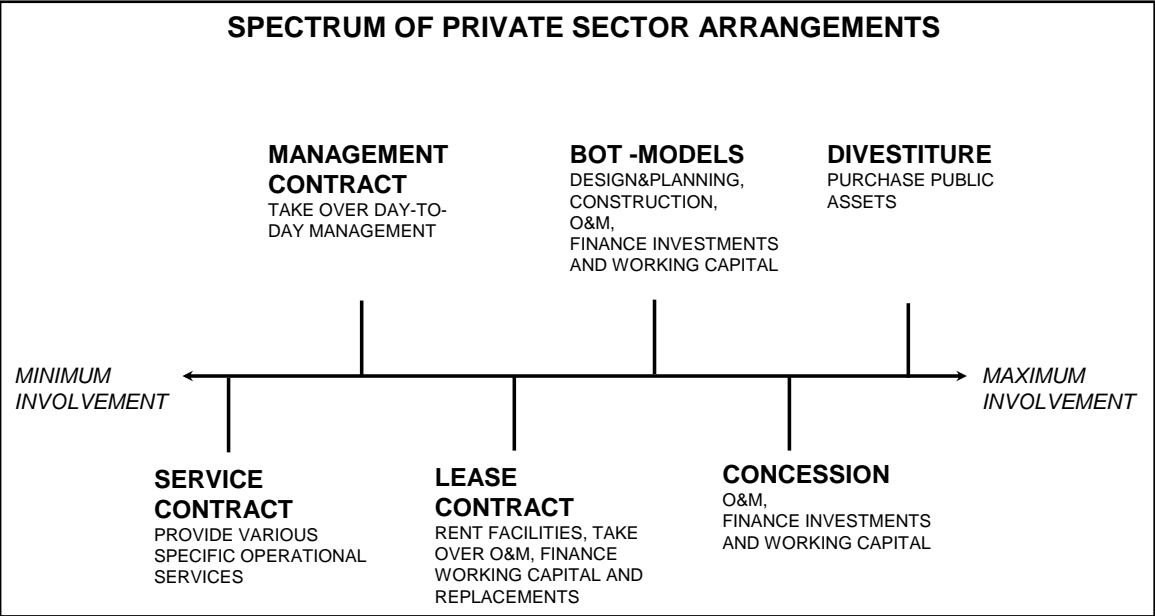 SPECTRUM OF PRIVATE SECTOR ARRANGEMENTS
MANAGEMENT
CONTRACT
TAKE OVER DAY-TO-
DAY MANAGEMENT
BOT -MODELS
DESIGN&PLANNING,
CONSTRUCTION,
O&M,
FINANCE INVESTMENTS
AND WORKING CAPITAL
DIVESTITURE
PURCHASE PUBLIC
ASSETS
MINIMUM
INVOLVEMENT
MAXIMUM
INVOLVEMENT
SERVICE
CONTRACT
PROVIDE VARIOUS
SPECIFIC OPERATIONAL
SERVICES
LEASE
CONTRACT
RENT FACILITIES, TAKE
OVER O&M, FINANCE
WORKING CAPITAL AND
REPLACEMENTS
CONCESSION
O&M,
FINANCE INVESTMENTS
AND WORKING CAPITAL